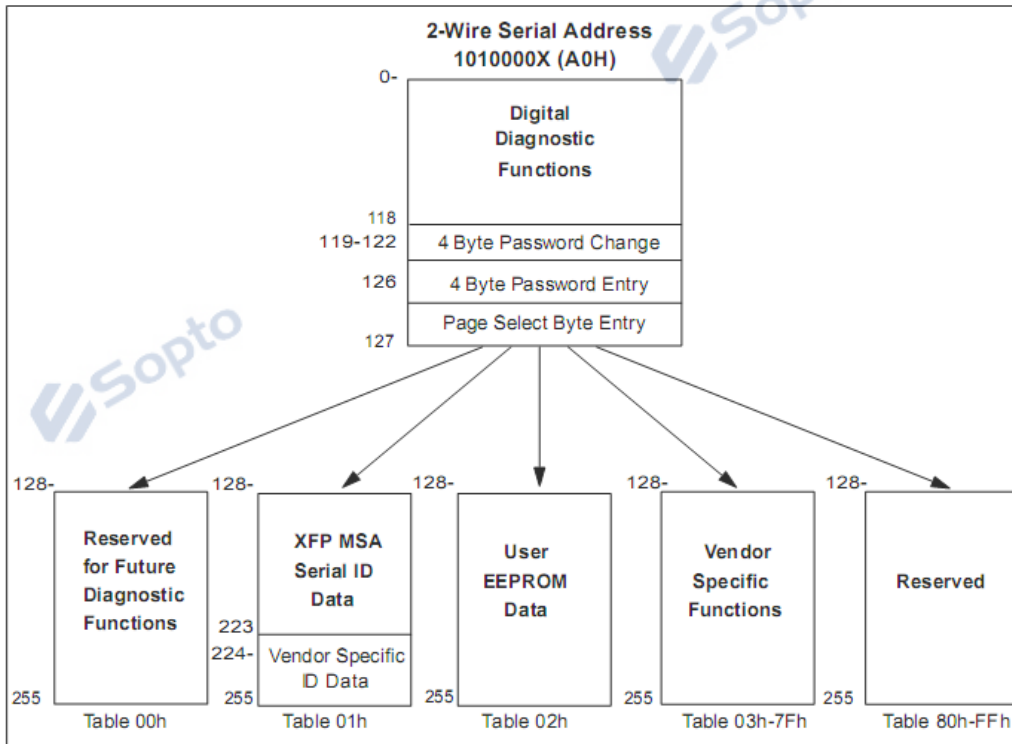 Sopto
2-Wire Serial Address
1010000X (A0H)
0-
Digital
Diagnostic
Functions
118
119-122
4 Byte Password Change
126
4 Byte Password Entry
Page Select Byte Entry
127
Sopto
128-
Reserved
for Future
Diagnostic
Functions
255
Table 00h
128-
XFP MSA
Serial ID
Data
223
224-
Vendor Specific
ID Data
255
Table 01h
128-
User
EEPROM
Data
255
Table 02h
128-
Vendor
Specific
Functions
255
Table 03h-7Fh
128-
Reserved
255
Table 80h-FFh